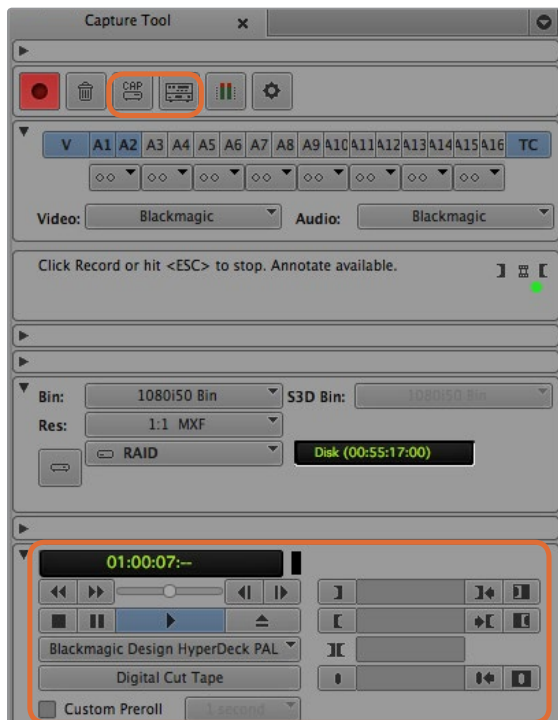 Capture Tool x
CAP
V A1 A2 A3 A4 A5 A6 A7 A8 A9 A10 A11 A12 A13 A14 A15 A16 TC
Video: Blackmagic Audio: Blackmagic
Click Record or hit <ESC> to stop. Annotate available.
Bin: 1080i50 Bin S3D Bin: 1080i50 Bin
Res: 1:1 MXF
RAID Disk (00:55:17:00)
01:00:07:--
Blackmagic Design HyperDeck PAL
Digital Cut Tape
Custom Preroll 1 second